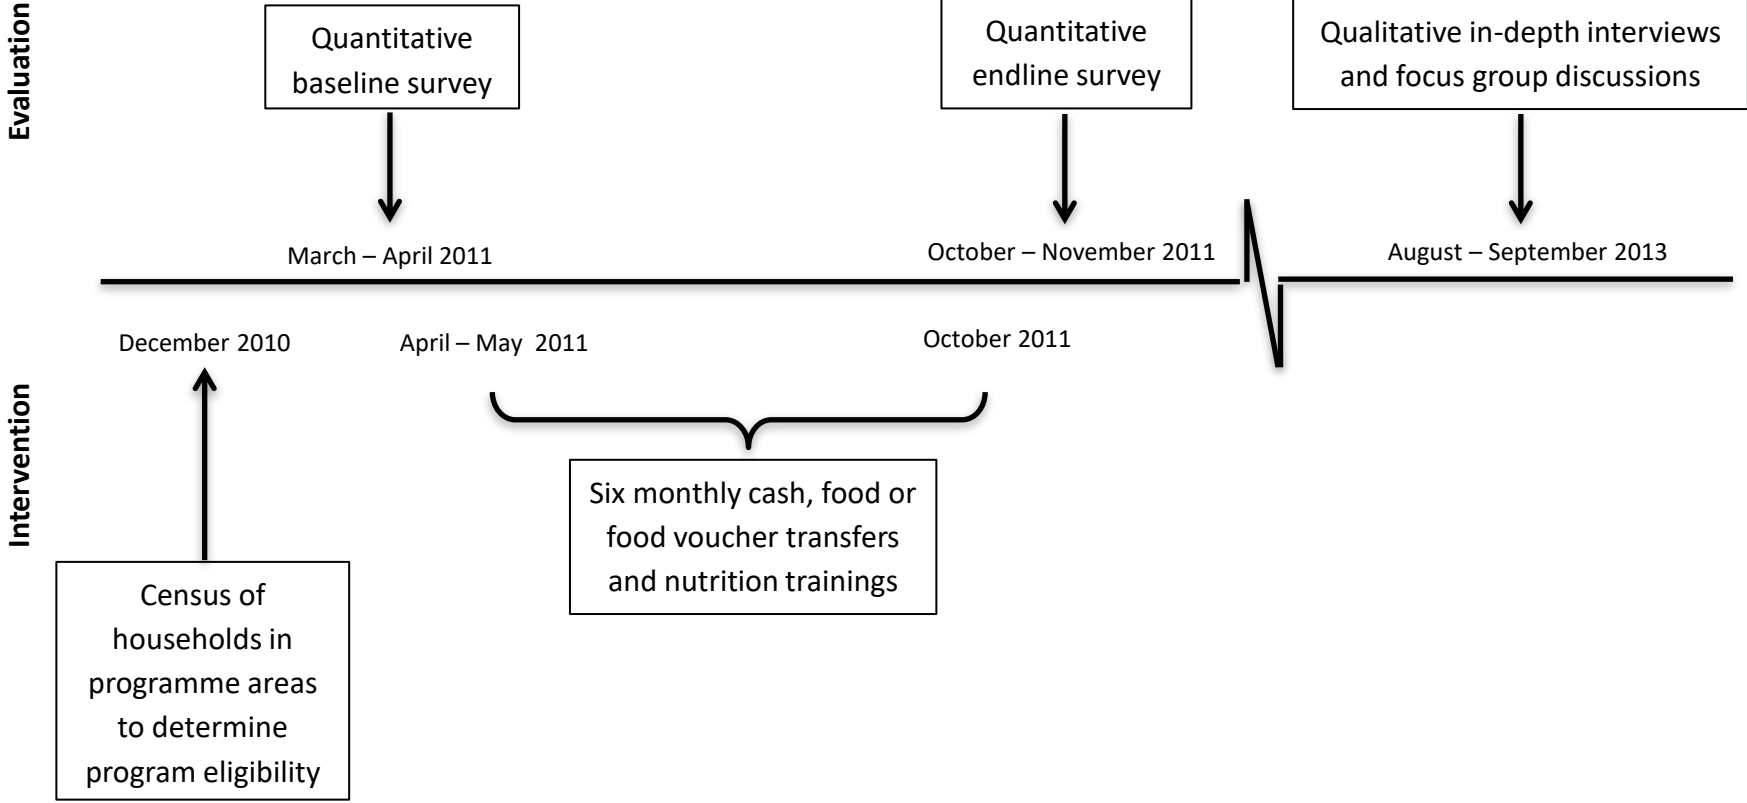 Evaluation
Quantitative
baseline survey
Quantitative
endline survey
Qualitative in-depth interviews
and focus group discussions
March – April 2011
October – November 2011
August – September 2013
December 2010
April – May 2011
October 2011
Intervention
Six monthly cash, food or
food voucher transfers
and nutrition trainings
Census of
households in
programme areas
to determine
program eligibility